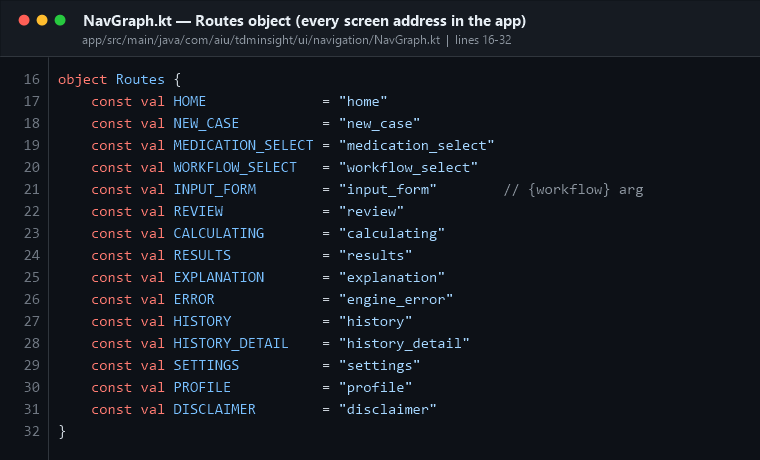 NavGraph.kt — Routes object (every screen address in the app)
app/src/main/java/com/aiu/tdminsight/ui/navigation/NavGraph.kt | lines 16-32
16 object Routes {
17     const val HOME              = "home"
18     const val NEW_CASE          = "new_case"
19     const val MEDICATION_SELECT = "medication_select"
20     const val WORKFLOW_SELECT   = "workflow_select"
21     const val INPUT_FORM        = "input_form"        // {workflow} arg
22     const val REVIEW            = "review"
23     const val CALCULATING       = "calculating"
24     const val RESULTS           = "results"
25     const val EXPLANATION       = "explanation"
26     const val ERROR             = "engine_error"
27     const val HISTORY           = "history"
28     const val HISTORY_DETAIL    = "history_detail"
29     const val SETTINGS          = "settings"
30     const val PROFILE           = "profile"
31     const val DISCLAIMER        = "disclaimer"
32 }